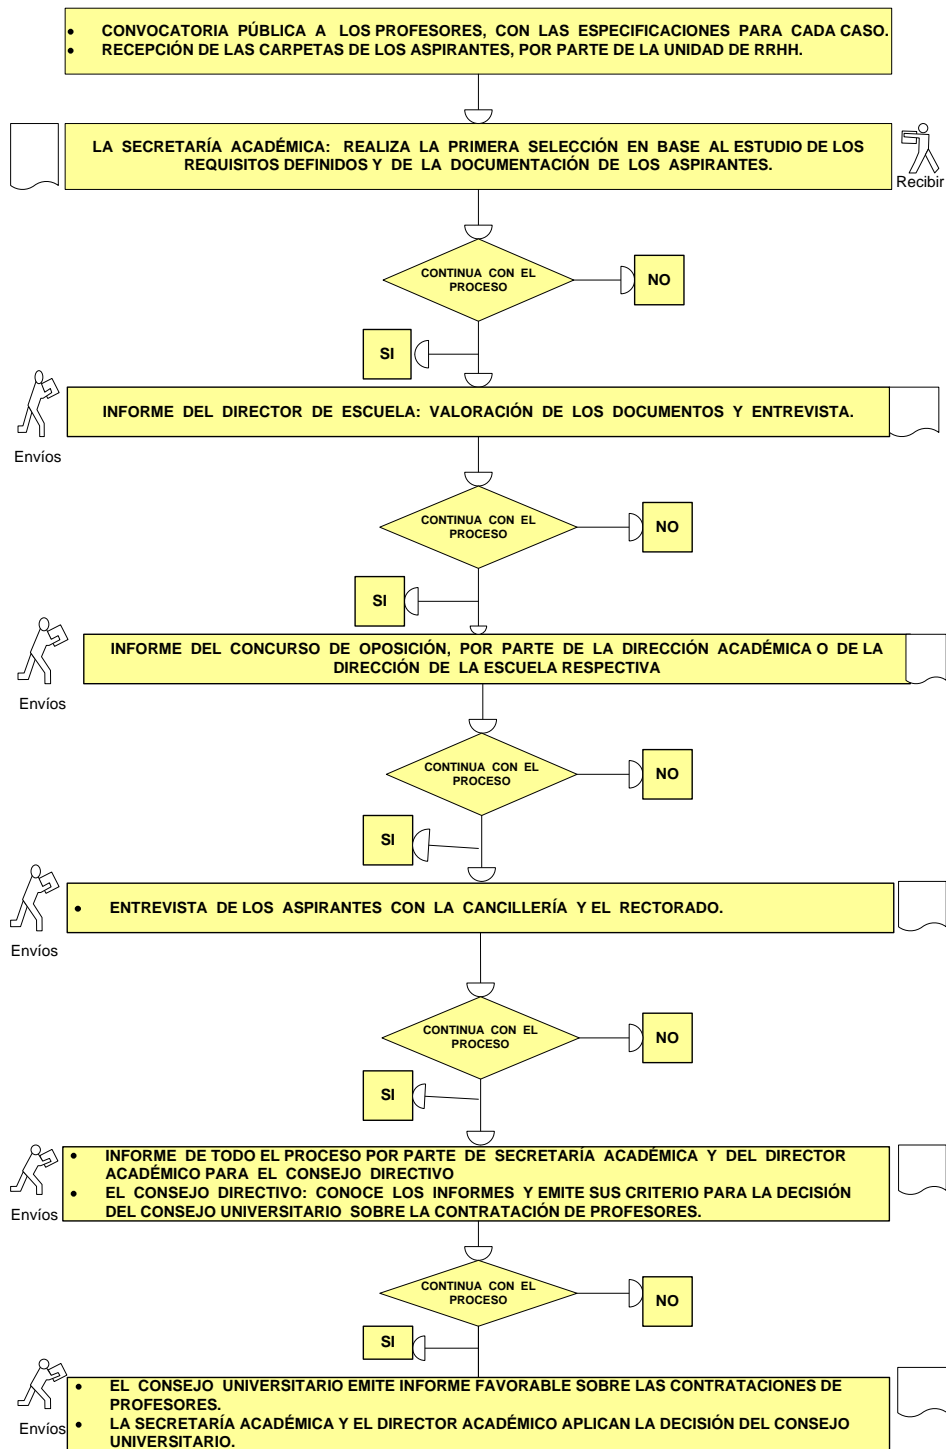 • CONVOCATORIA PÚBLICA A LOS PROFESORES, CON LAS ESPECIFICACIONES PARA CADA CASO.
• RECEPCIÓN DE LAS CARPETAS DE LOS ASPIRANTES, POR PARTE DE LA UNIDAD DE RRHH.
LA SECRETARÍA ACADÉMICA: REALIZA LA PRIMERA SELECCIÓN EN BASE AL ESTUDIO DE LOS
REQUISITOS DEFINIDOS Y DE LA DOCUMENTACIÓN DE LOS ASPIRANTES.
Recibir
CONTINUA CON EL
PROCESO
NO
SI
INFORME DEL DIRECTOR DE ESCUELA: VALORACIÓN DE LOS DOCUMENTOS Y ENTREVISTA.
Envíos
CONTINUA CON EL
PROCESO
NO
SI
INFORME DEL CONCURSO DE OPOSICIÓN, POR PARTE DE LA DIRECCIÓN ACADÉMICA O DE LA
DIRECCIÓN DE LA ESCUELA RESPECTIVA
Envíos
CONTINUA CON EL
PROCESO
NO
SI
• ENTREVISTA DE LOS ASPIRANTES CON LA CANCILLERÍA Y EL RECTORADO.
Envíos
CONTINUA CON EL
PROCESO
NO
SI
• INFORME DE TODO EL PROCESO POR PARTE DE SECRETARÍA ACADÉMICA Y DEL DIRECTOR
ACADÉMICO PARA EL CONSEJO DIRECTIVO
• EL CONSEJO DIRECTIVO: CONOCE LOS INFORMES Y EMITE SUS CRITERIO PARA LA DECISIÓN
DEL CONSEJO UNIVERSITARIO SOBRE LA CONTRATACIÓN DE PROFESORES.
Envíos
CONTINUA CON EL
PROCESO
NO
SI
• EL CONSEJO UNIVERSITARIO EMITE INFORME FAVORABLE SOBRE LAS CONTRATACIONES DE
PROFESORES.
• LA SECRETARÍA ACADÉMICA Y EL DIRECTOR ACADÉMICO APLICAN LA DECISIÓN DEL CONSEJO
UNIVERSITARIO.
Envíos